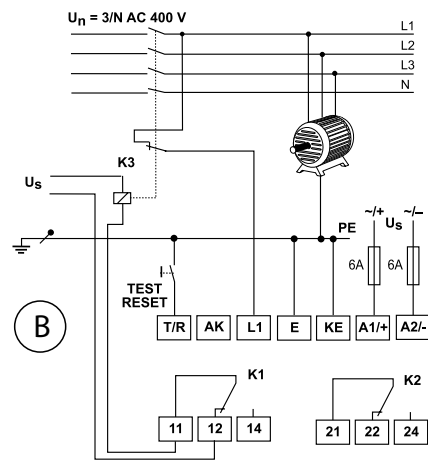 Un = 3/N AC 400 V
L1
L2
L3
N
K3
Us
PE
~/+ Us ~/–
6A 6A
TEST
RESET
B
T/R AK L1 E KE A1/+ A2/-
K1 K2
11 12 14 21 22 24